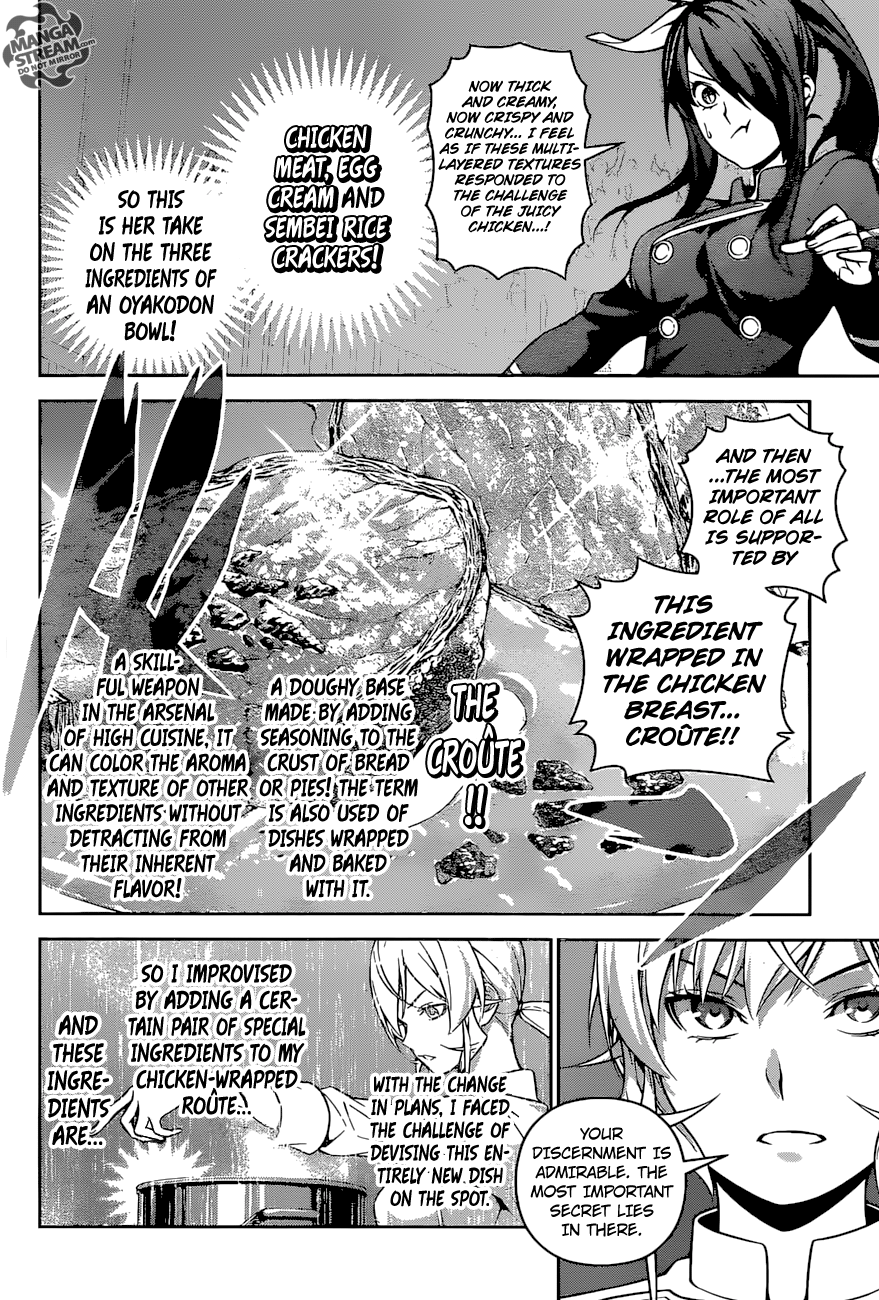 MANGA
STREAM.com
DO NOT MIRROR
NOW THICK
AND CREAMY,
NOW CRISPY AND
CRUNCHY... I FEEL
AS IF THESE MULTI-
LAYERED TEXTURES
RESPONDED TO
THE CHALLENGE
OF THE JUICY
CHICKEN...!
CHICKEN
MEAT, EGG
CREAM AND
SEMBEI RICE
CRACKERS!
SO THIS
IS HER TAKE
ON THE THREE
INGREDIENTS OF
AN OYAKODON
BOWL!
AND THEN
...THE MOST
IMPORTANT
ROLE OF ALL
IS SUPPOR-
TED BY
THIS
INGREDIENT
WRAPPED IN
THE CHICKEN
BREAST...
CROÛTE!!
THE
CROÛTE
!!
A DOUGHY BASE
MADE BY ADDING
SEASONING TO THE
CRUST OF BREAD
OR PIES! THE TERM
IS ALSO USED OF
DISHES WRAPPED
AND BAKED
WITH IT.
A SKILL-
FUL WEAPON
IN THE ARSENAL
OF HIGH CUISINE, IT
CAN COLOR THE AROMA
AND TEXTURE OF OTHER
INGREDIENTS WITHOUT
DETRACTING FROM
THEIR INHERENT
FLAVOR!
YOUR
DISCERNMENT IS
ADMIRABLE. THE
MOST IMPORTANT
SECRET LIES
IN THERE.
WITH THE CHANGE
IN PLANS, I FACED
THE CHALLENGE OF
DEVISING THIS EN-
TIRELY NEW DISH
ON THE SPOT.
SO I IMPROVISED
BY ADDING A CER-
TAIN PAIR OF SPECIAL
INGREDIENTS TO MY
CHICKEN-WRAPPED
ROÛTE...
AND
THESE
INGRE-
DIENTS
ARE...